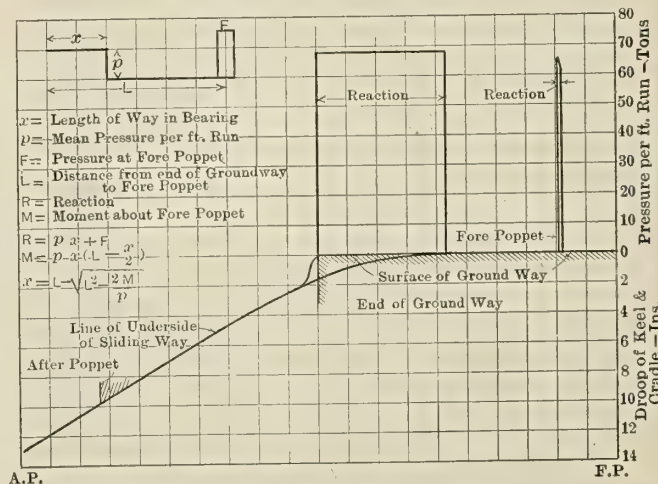 x
F
p
L
x = Length of Way in Bearing
p = Mean Pressure per ft. Run
F = Pressure at Fore Poppet
L = Distance from end of Groundway
to Fore Poppet
R = Reaction
M = Moment about Fore Poppet
R = p x + F
M = p x (L - x/2)
x = L - √(L² - 2M/p)
Reaction
Reaction
Fore Poppet
Surface of Ground Way
End of Ground Way
Line of Underside
of Sliding Way
After Poppet
80
70
60
50
40
30
20
10
0
2
4
6
8
10
12
14
Pressure per ft. Run – Tons
Droop of Keel &
Cradle – Ins.
A.P.
F.P.